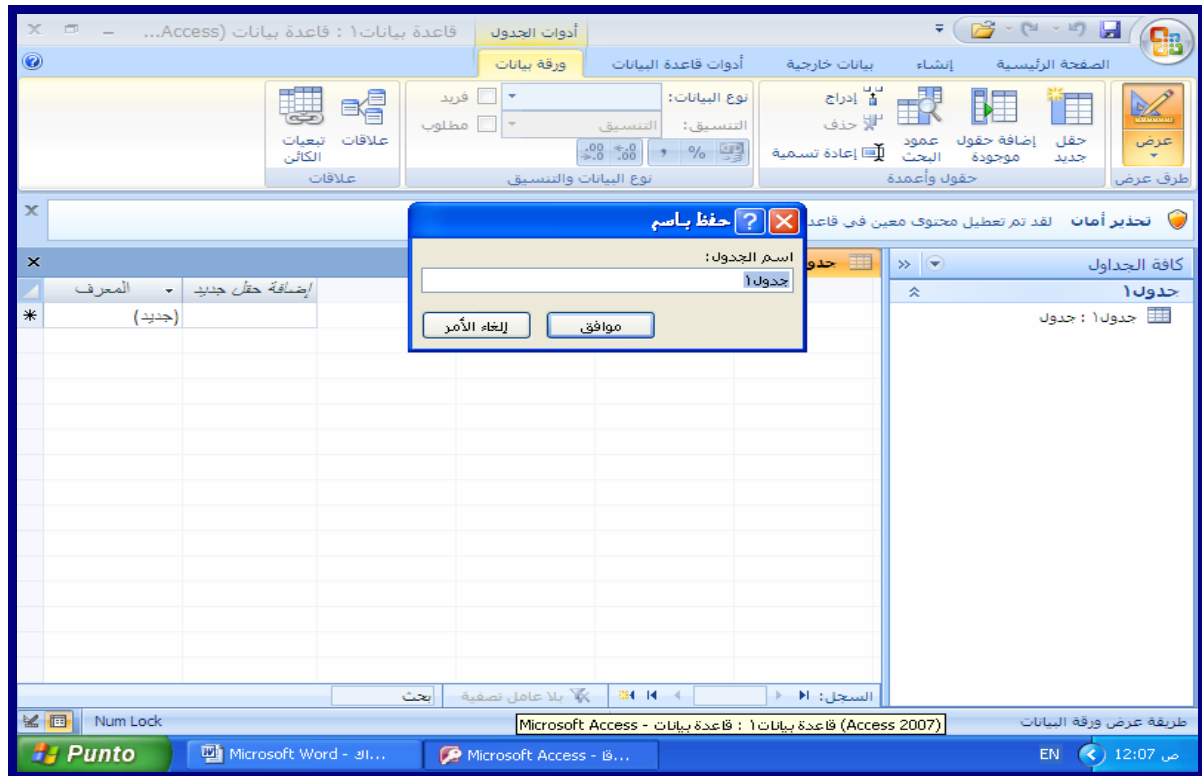 قاعدة بيانات١ : قاعدة بيانات (Access...
أدوات الجدول
الصفحة الرئيسية إنشاء بيانات خارجية أدوات قاعدة البيانات ورقة بيانات
عرض
حقل جديد
إضافة حقول موجودة
عمود البحث
إدراج
حذف
إعادة تسمية
نوع البيانات:
فريد
التنسيق: التنسيق
مطلوب
علاقات
تبعيات الكائن
طرق عرض حقول وأعمدة نوع البيانات والتنسيق علاقات
تحذير أمان لقد تم تعطيل محتوى معين في قاعد
كافة الجداول
جدول١
جدول١ : جدول
جدو
المعرف إضافة حقل جديد
(جديد)
حفظ باسم
اسم الجدول:
جدول١
موافق إلغاء الأمر
السجل: بلا عامل تصفية بحث
طريقة عرض ورقة البيانات
Num Lock
Microsoft Access - قاعدة بيانات١ : قاعدة بيانات (Access 2007)
Punto
Microsoft Word - اك...
Microsoft Access - قا...
EN
12:07 ص